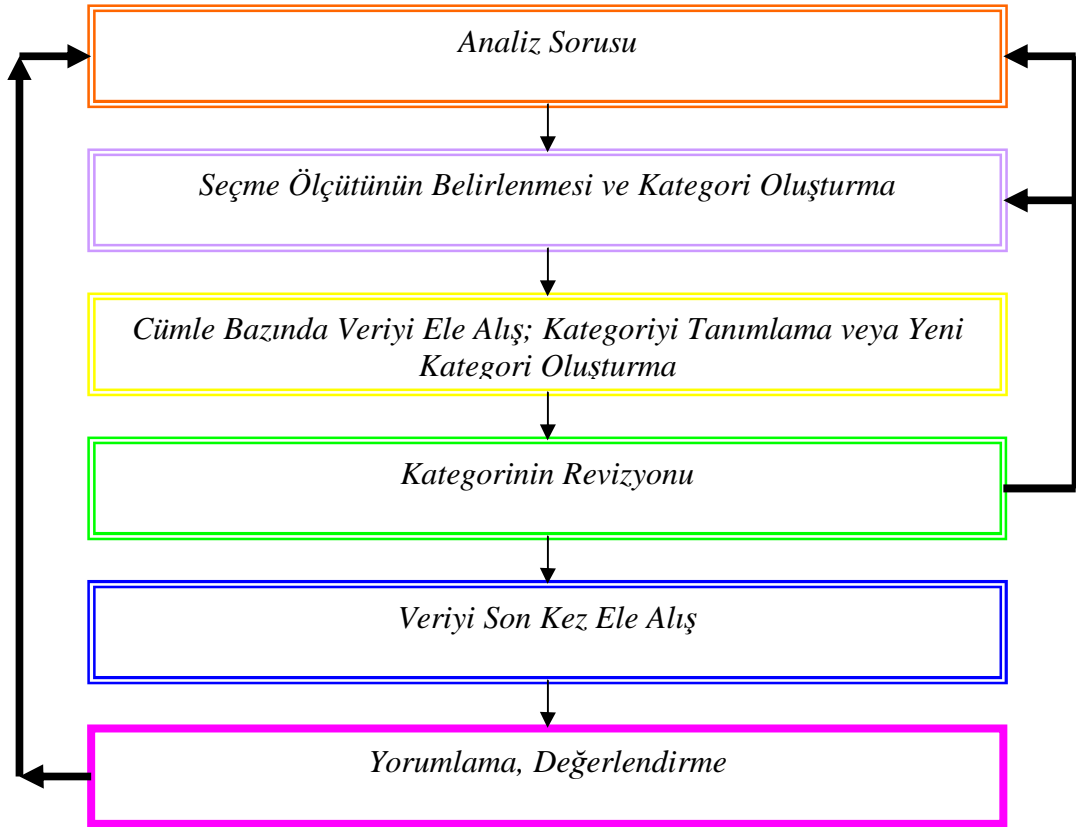 Analiz Sorusu
Seçme Ölçütünün Belirlenmesi ve Kategori Oluşturma
Cümle Bazında Veriyi Ele Alış; Kategoriyi Tanımlama veya Yeni
Kategori Oluşturma
Kategorinin Revizyonu
Veriyi Son Kez Ele Alış
Yorumlama, Değerlendirme